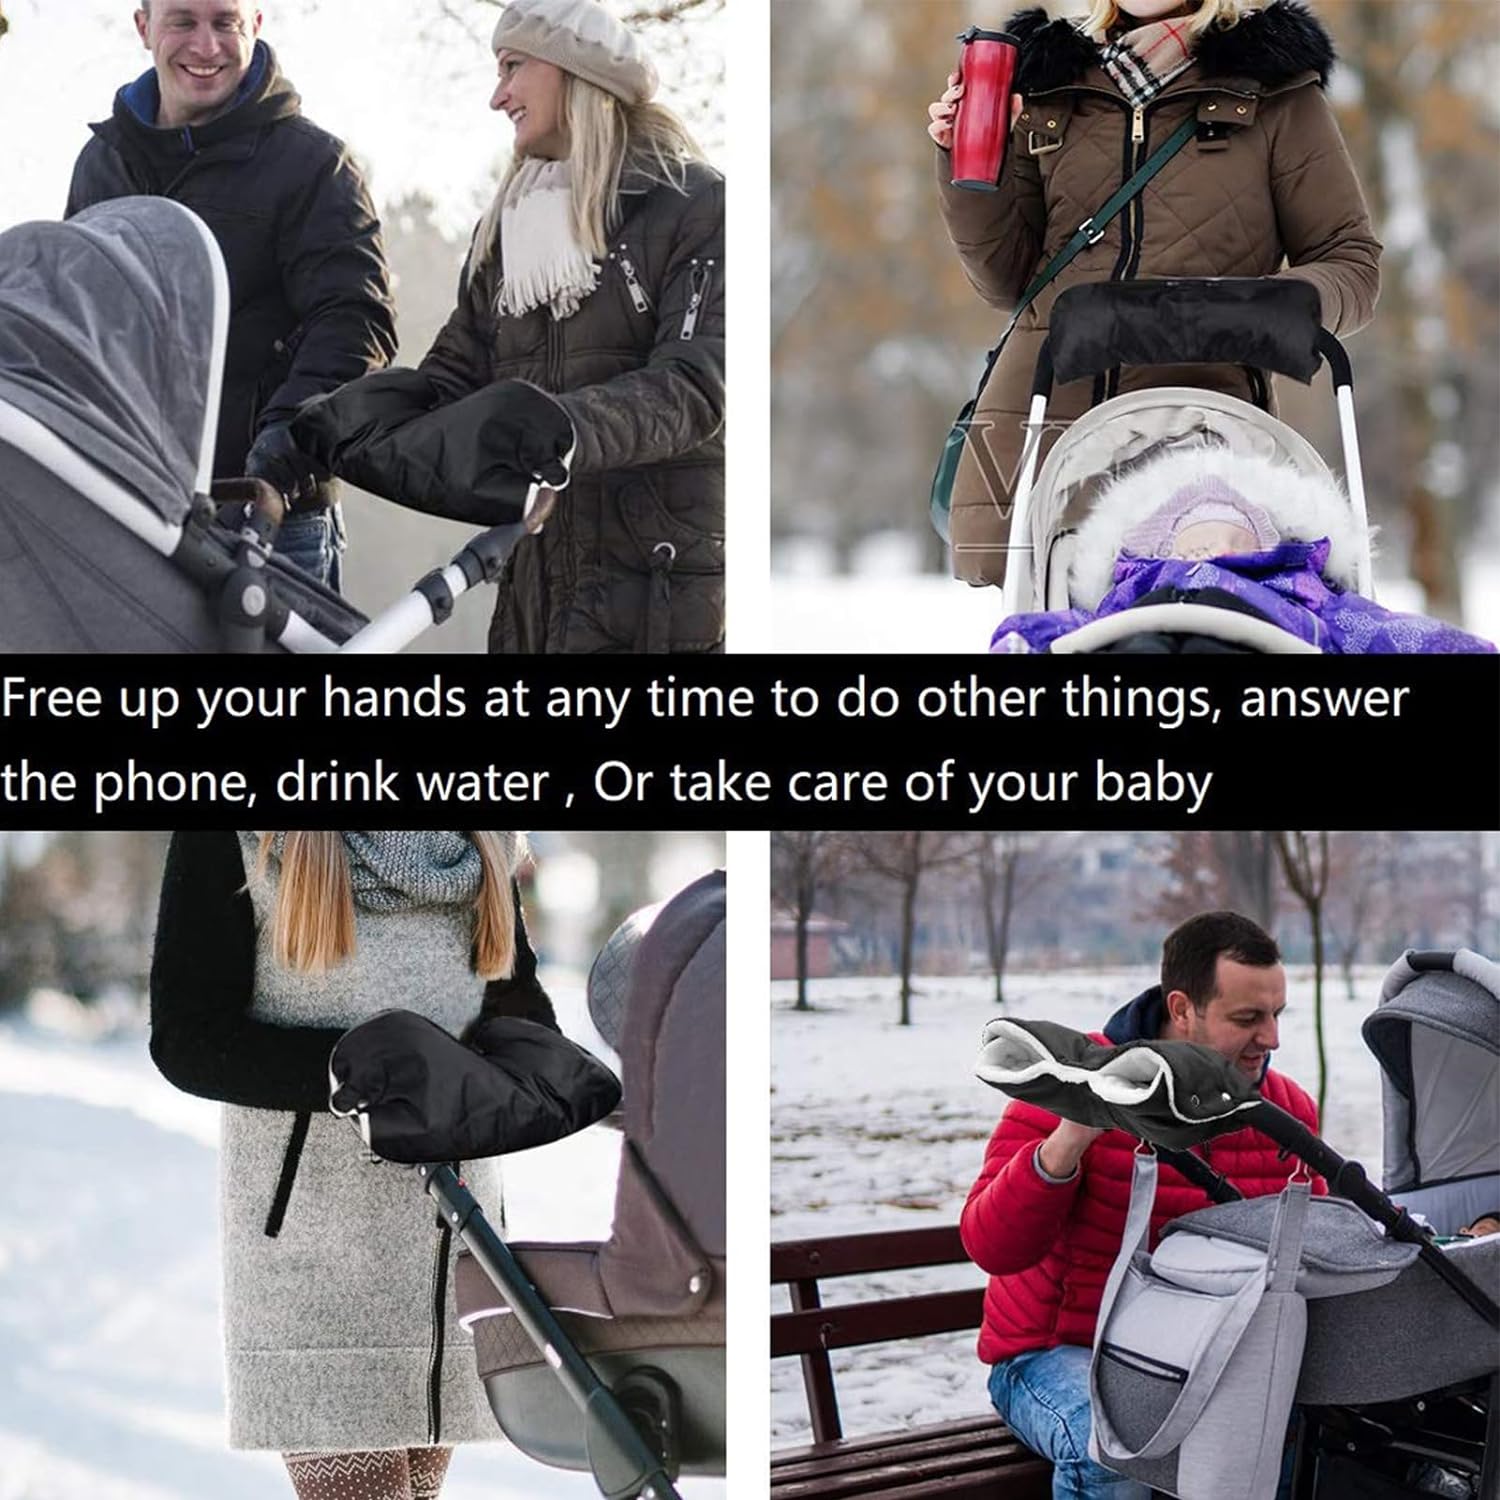 Free up your hands at any time to do other things, answer
the phone, drink water , Or take care of your baby